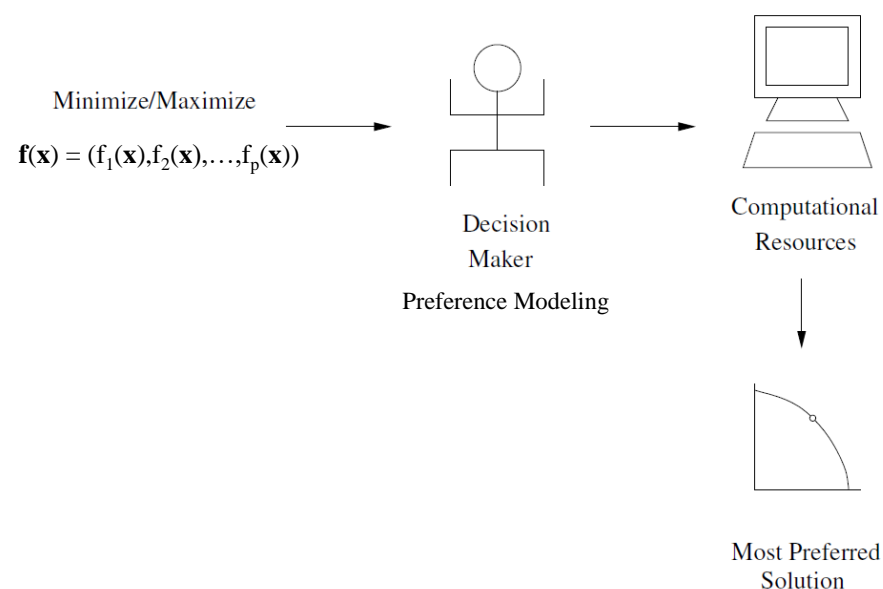 Minimize/Maximize
f(x) = (f₁(x),f₂(x),…,fₚ(x))
Decision
Maker
Preference Modeling
Computational
Resources
Most Preferred
Solution